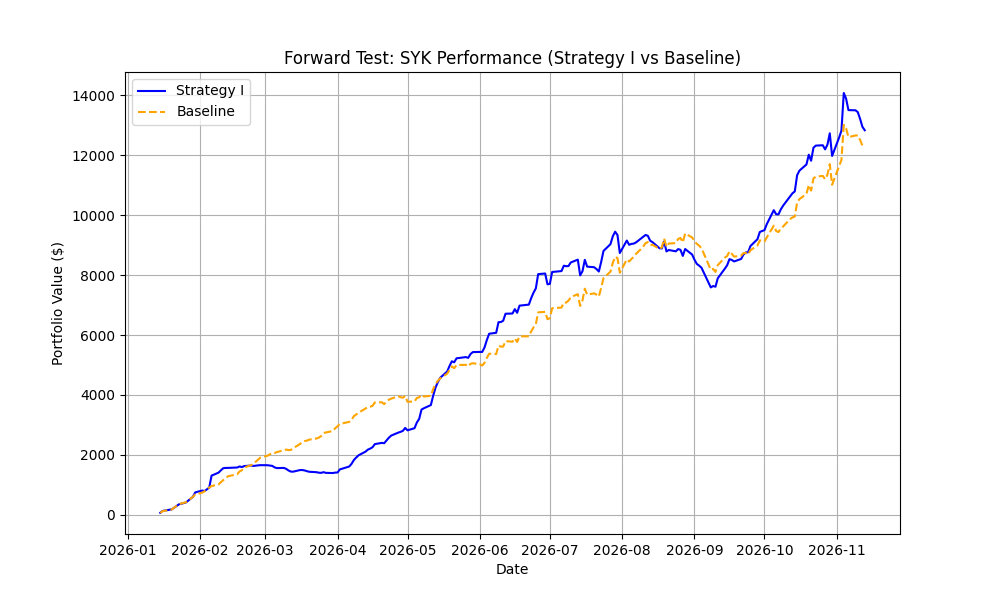 Forward Test: SYK Performance (Strategy I vs Baseline)
Strategy I
Baseline
Portfolio Value ($)
14000
12000
10000
8000
6000
4000
2000
0
2026-01 2026-02 2026-03 2026-04 2026-05 2026-06 2026-07 2026-08 2026-09 2026-10 2026-11
Date